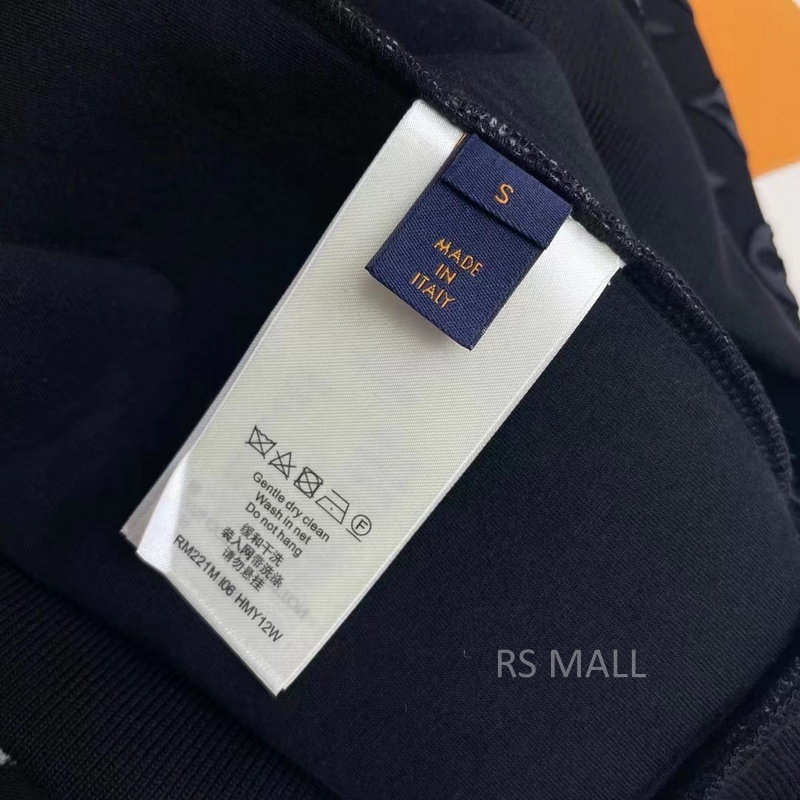 S
MADE
IN
ITALY
F
Gentle dry clean
Wash in net
Do not hang
缓和干洗
装入网带洗涤
请勿悬挂
RM221M I06 HMY12W
RS MALL